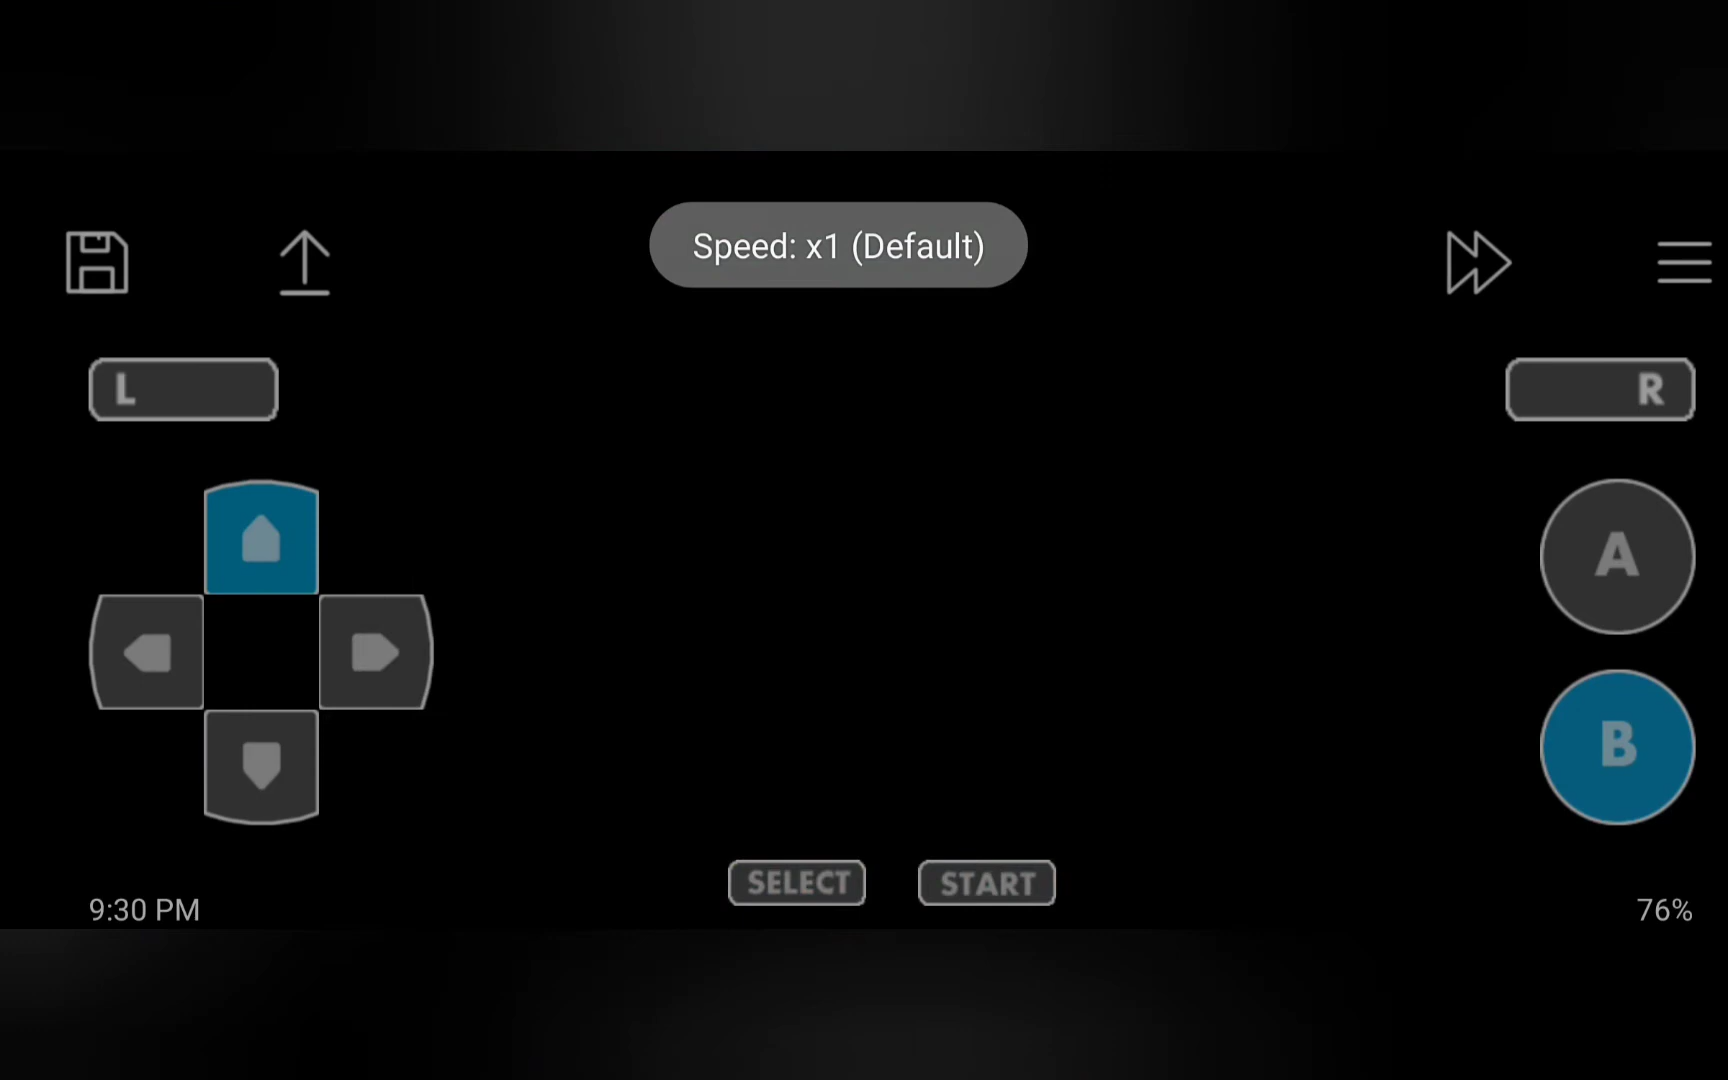 Speed: x1 (Default)
L
R
A
B
SELECT
START
9:30 PM
76%